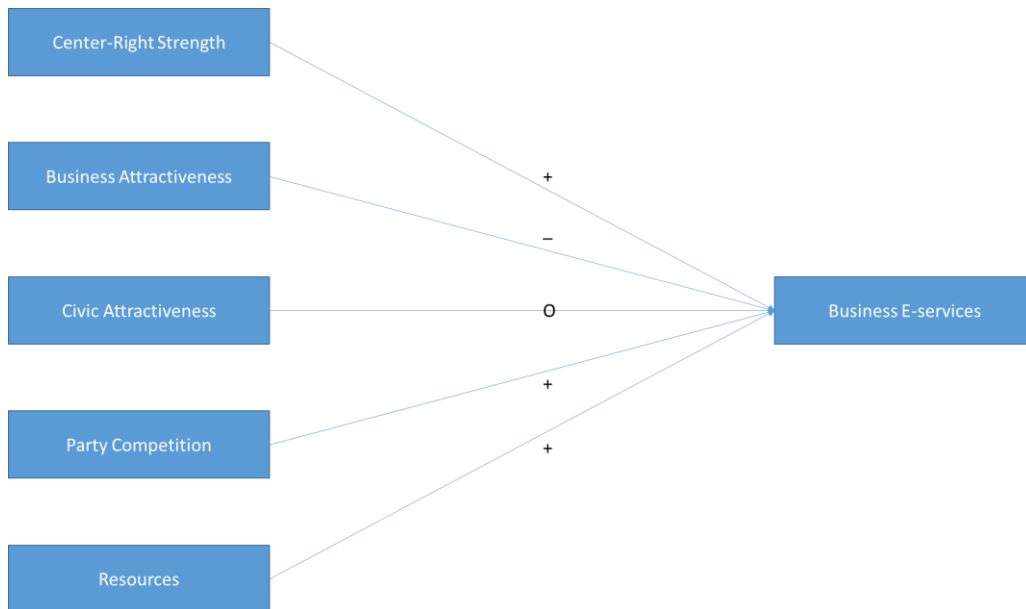 Center-Right Strength
Business Attractiveness
+
–
Civic Attractiveness
O
Business E-services
+
Party Competition
+
Resources